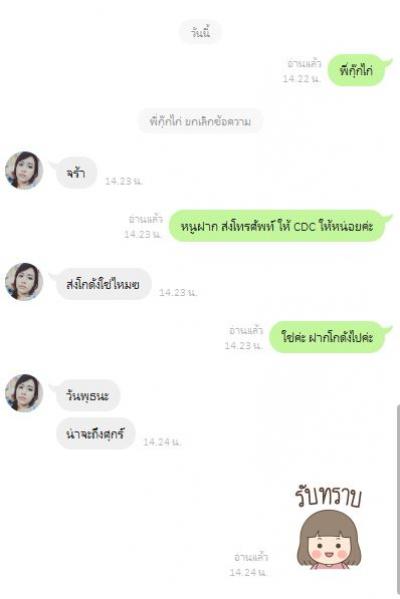 วันนี้
อ่านแล้ว
14.22 น.
พี่กุ๊กไก่
พี่กุ๊กไก่ ยกเลิกข้อความ
จร้า
14.23 น.
อ่านแล้ว
14.23 น.
หนูฝาก ส่งโทรศัพท์ ให้ CDC ให้หน่อยค่ะ
ส่งโกดังใช่ไหมฃ
14.23 น.
อ่านแล้ว
14.23 น.
ใช่ค่ะ ฝากโกดังไปค่ะ
วันพุธนะ
น่าจะถึงศุกร์
14.24 น.
รับทราบ
อ่านแล้ว
14.24 น.